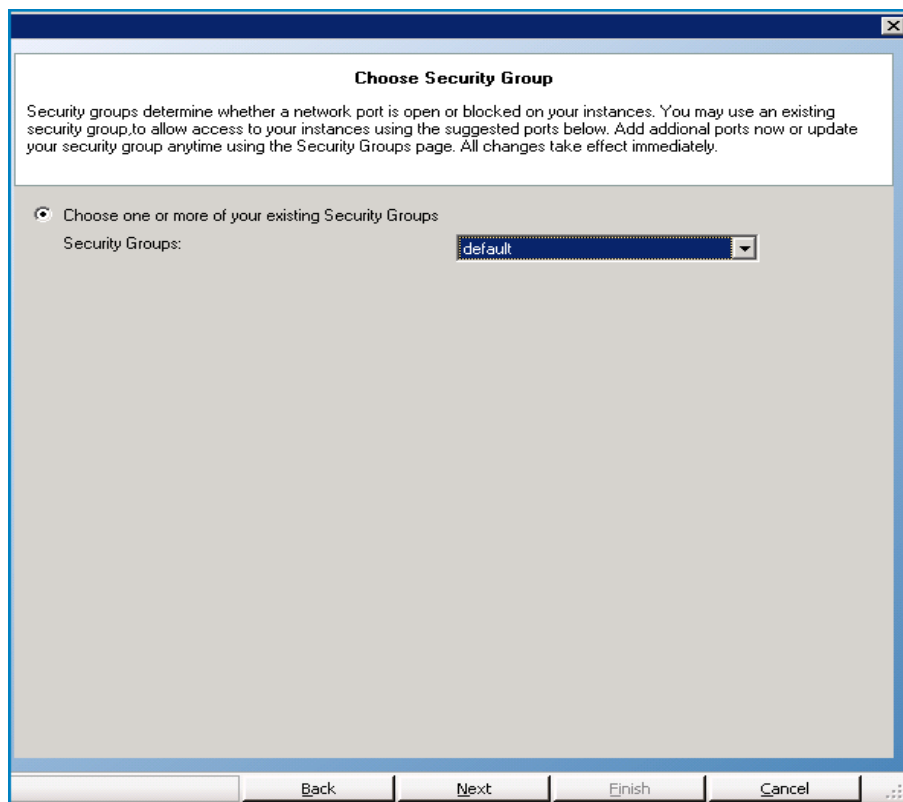 Choose Security Group
Security groups determine whether a network port is open or blocked on your instances. You may use an existing
security group,to allow access to your instances using the suggested ports below. Add addional ports now or update
your security group anytime using the Security Groups page. All changes take effect immediately.
Choose one or more of your existing Security Groups
Security Groups:
default
Back
Next
Finish
Cancel